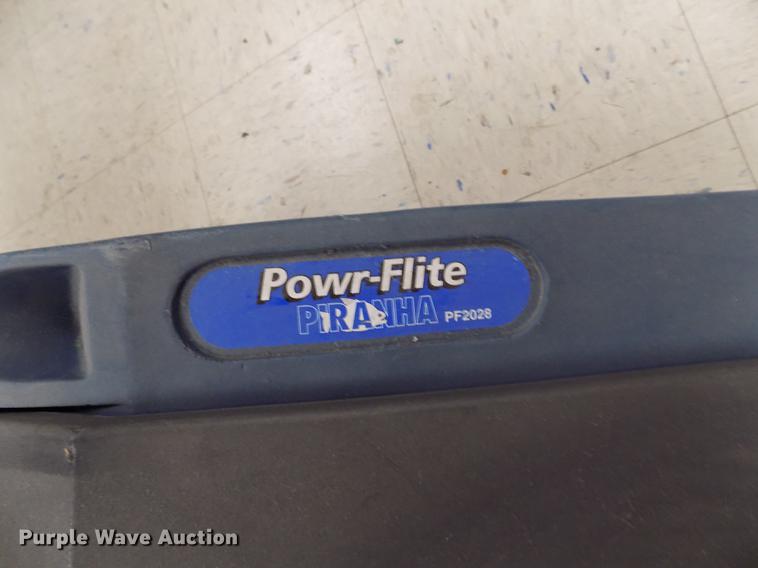 Powr-Flite
PiRANHA PF2028
Purple Wave Auction